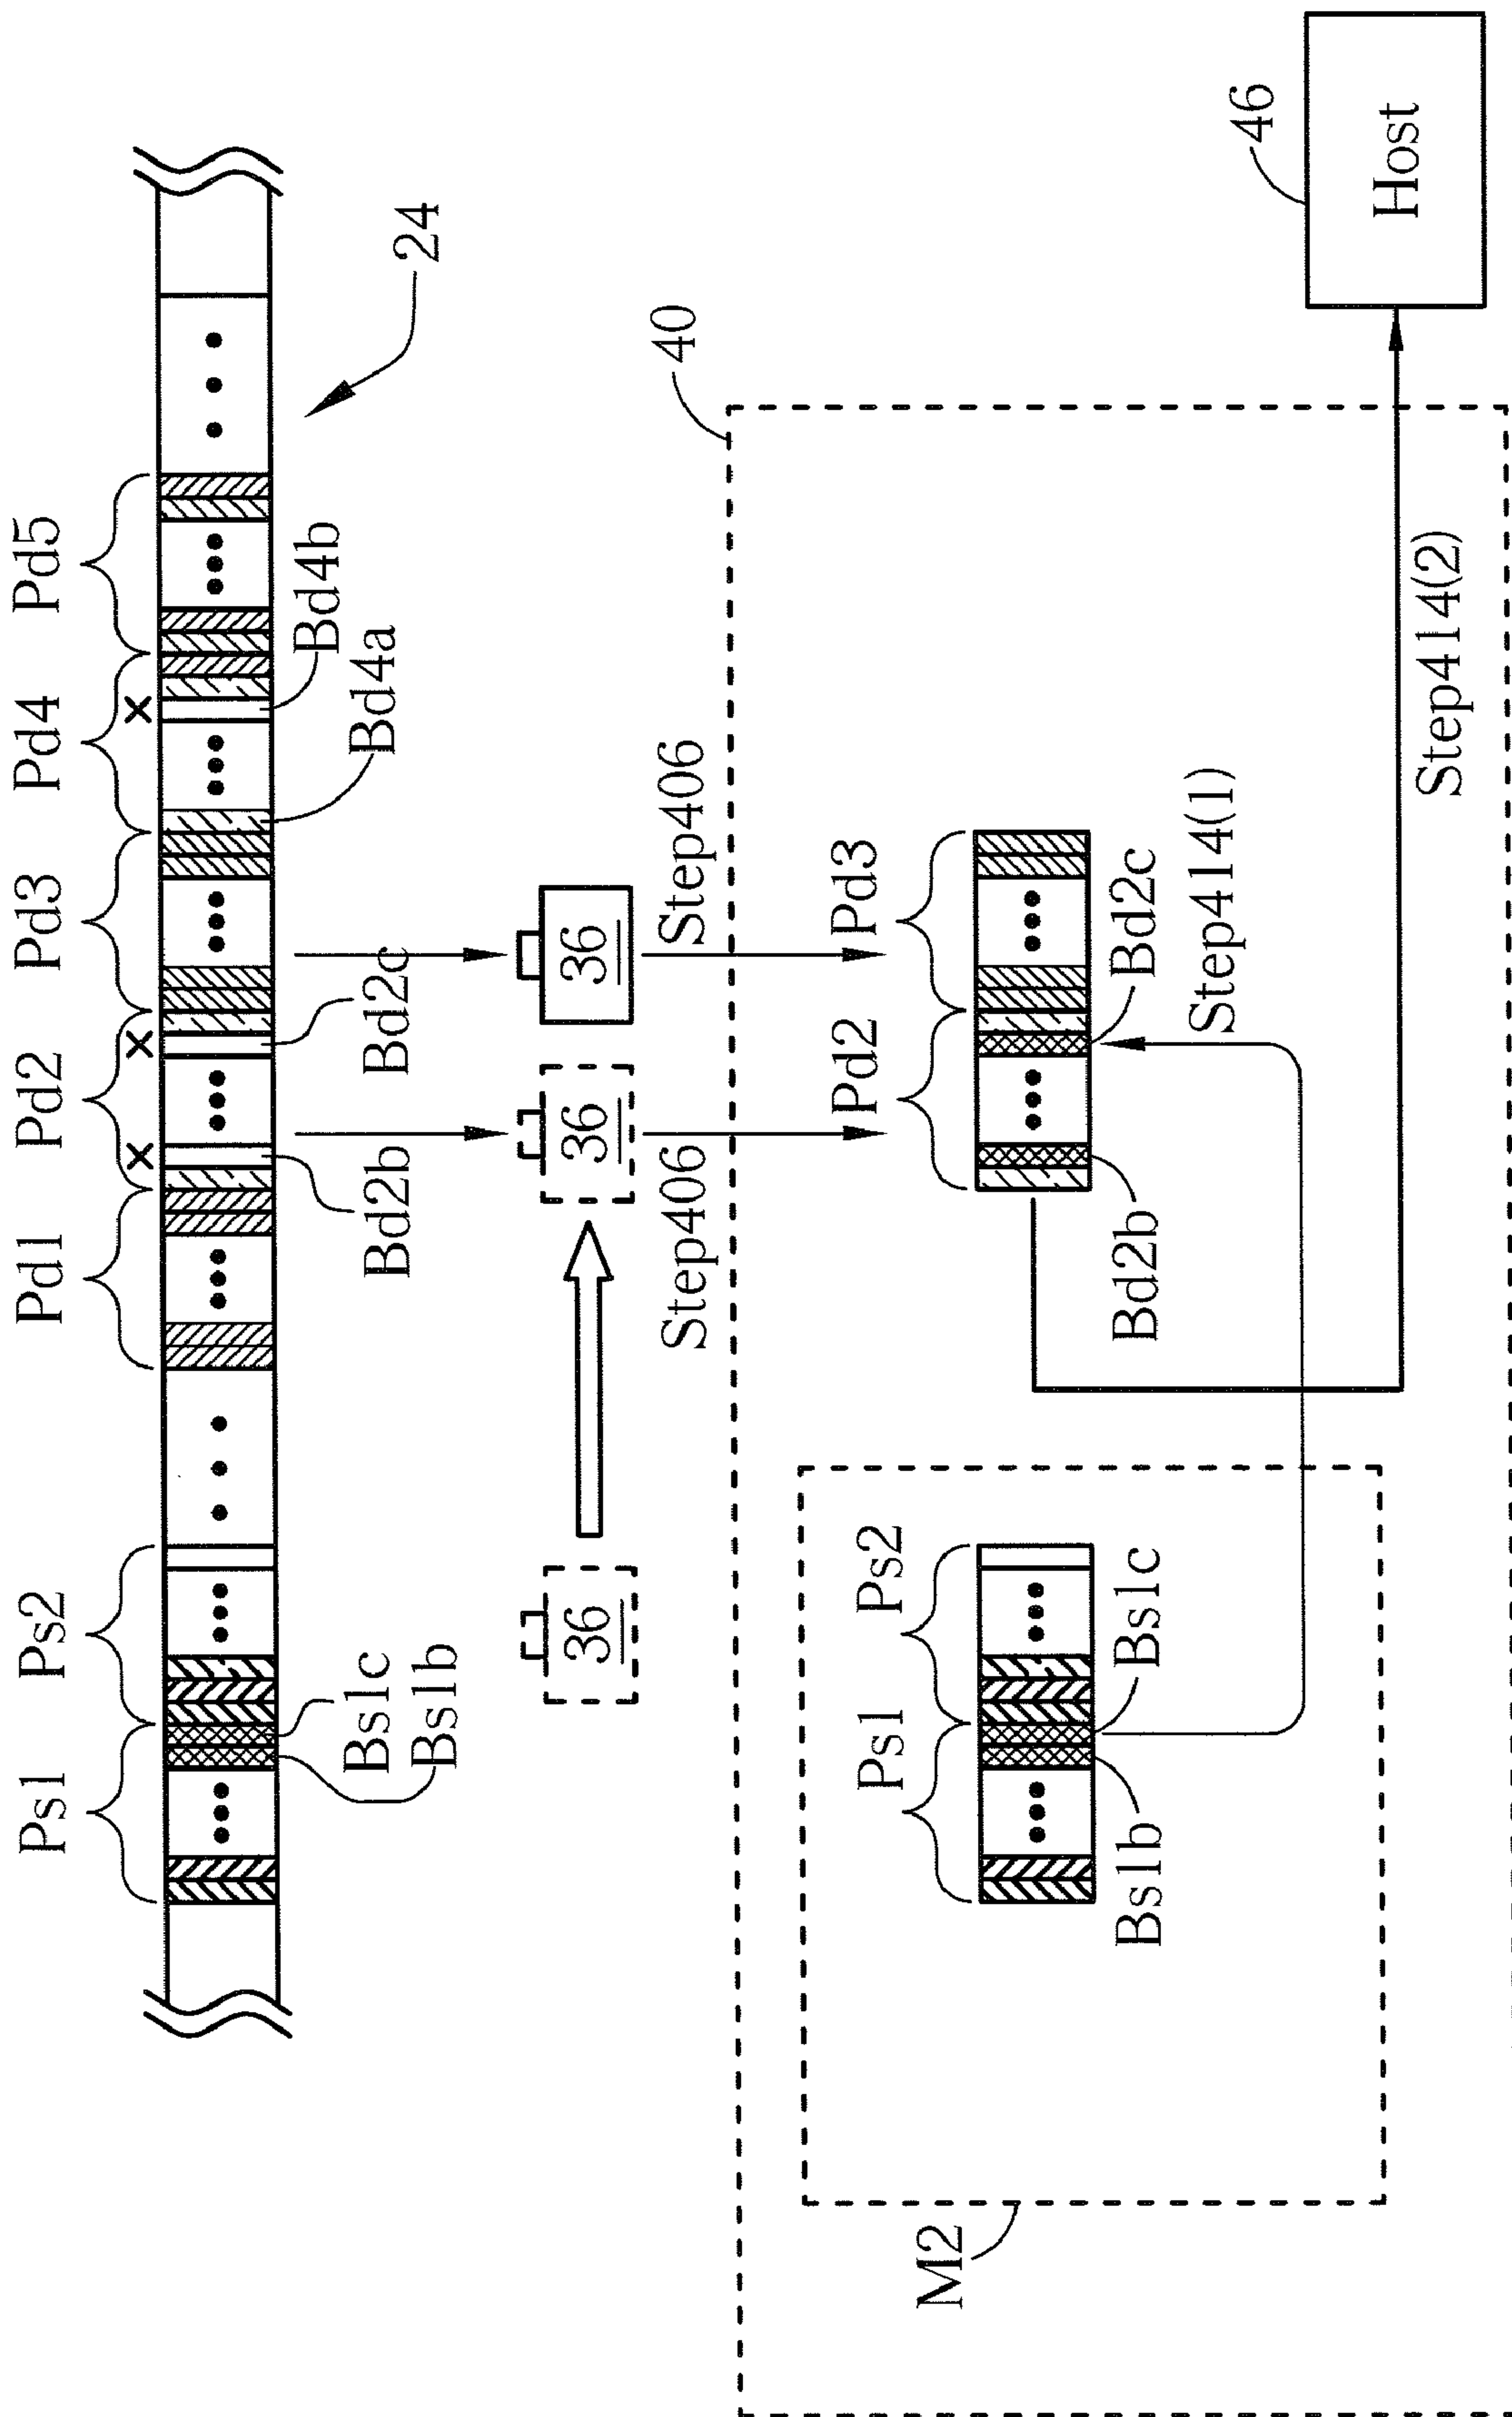 Ps1
Ps2
Pd1
Pd2
Pd3
Pd4
Pd5
Bs1c
Bs1b
Bd2b
Bd2c
Bd4a
Bd4b
24
36
36
36
Step406
Step406
40
M2
Ps1
Ps2
Bs1b
Bs1c
Pd2
Pd3
Bd2b
Bd2c
Step414(1)
Step414(2)
46
Host